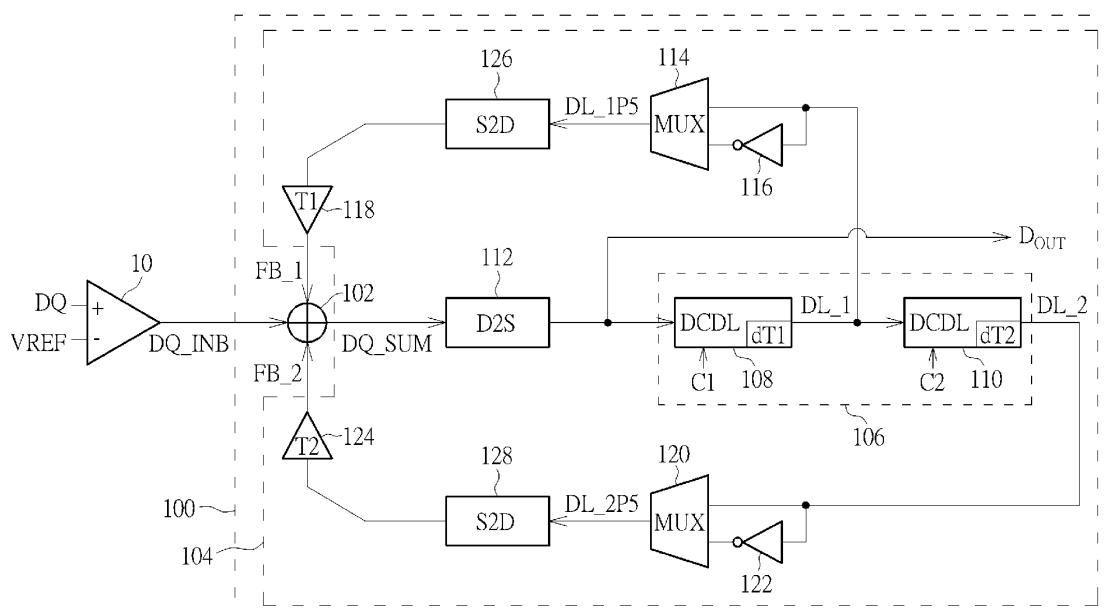 126
114
DL_1P5
S2D
MUX
116
T1
118
10
FB_1
102
112
D_OUT
DQ
+
VREF
-
DQ_INB
DQ_SUM
D2S
DCDL
dT1
DL_1
DCDL
dT2
DL_2
FB_2
C1
108
C2
110
106
T2
124
128
120
DL_2P5
S2D
MUX
122
100
104